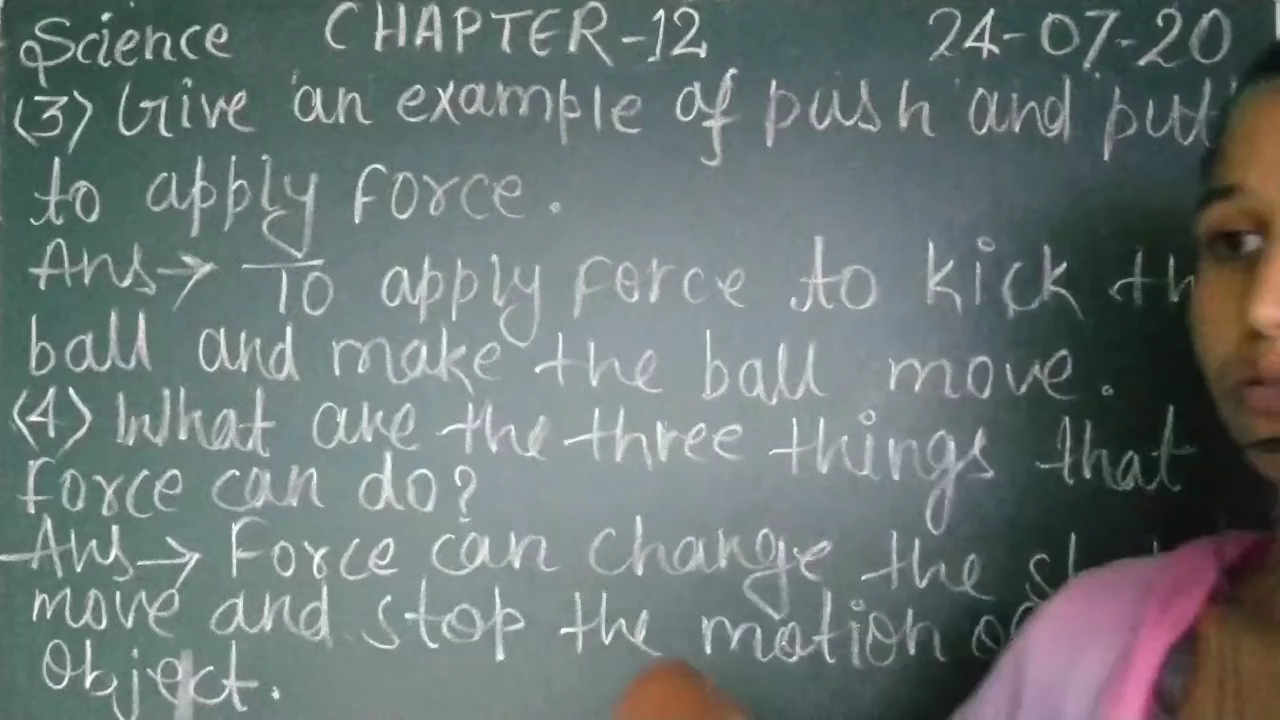 Science CHAPTER-12 24-07-20
(3) Give an example of push and pull
to apply force.
Ans→ To apply force to kick
ball and make the ball move.
(4) What are the three things that
force can do?
Ans→ Force can change the
move and stop the motion
object.